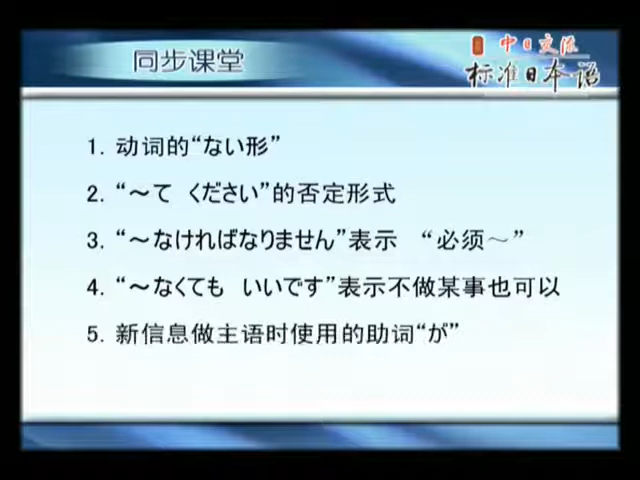 同步课堂
中日交流
标准日本语
1. 动词的“ない形”
2. “～て ください”的否定形式
3. “～なければなりません”表示 “必须～”
4. “～なくても いいです”表示不做某事也可以
5. 新信息做主语时使用的助词“が”